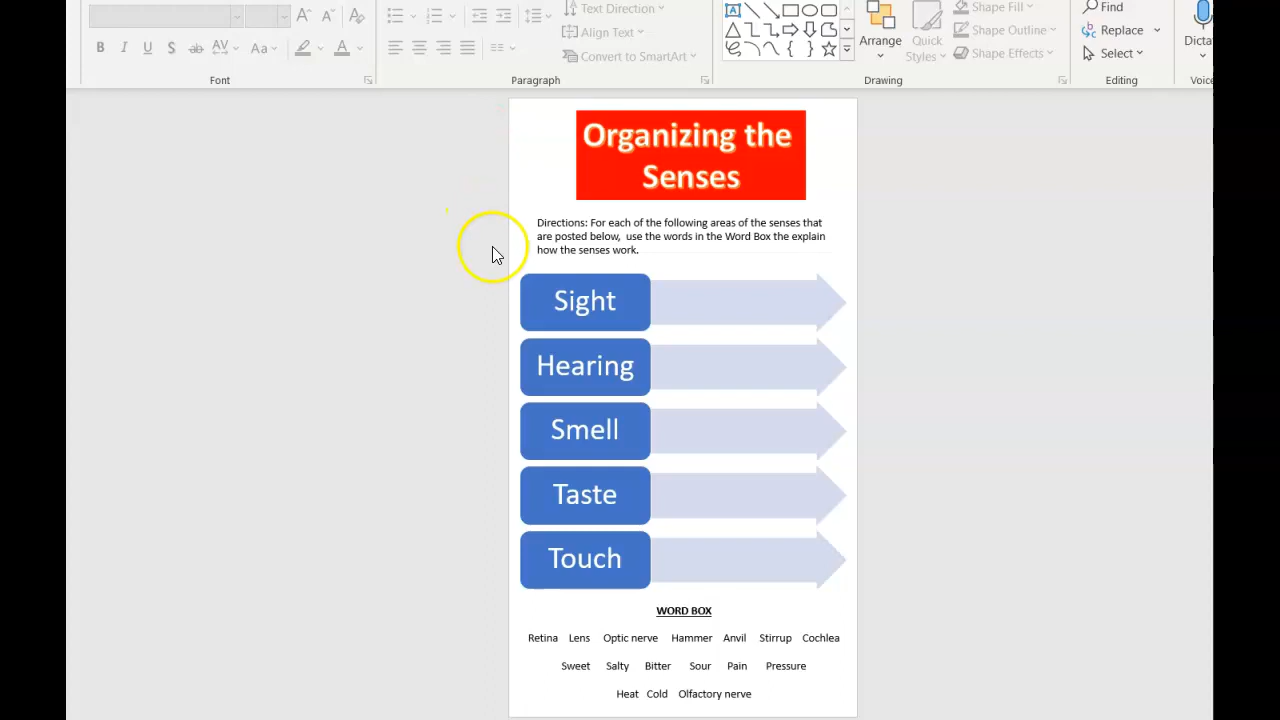 Text Direction
Align Text
Convert to SmartArt
B I U S ab AV Aa A
Font
Paragraph
Arrange
Quick
Styles
Shape Fill
Shape Outline
Shape Effects
Drawing
Find
Replace
Select
Editing
Dicta
Voice
Organizing the
Senses
Directions: For each of the following areas of the senses that
are posted below, use the words in the Word Box the explain
how the senses work.
Sight
Hearing
Smell
Taste
Touch
WORD BOX
Retina Lens Optic nerve Hammer Anvil Stirrup Cochlea
Sweet Salty Bitter Sour Pain Pressure
Heat Cold Olfactory nerve